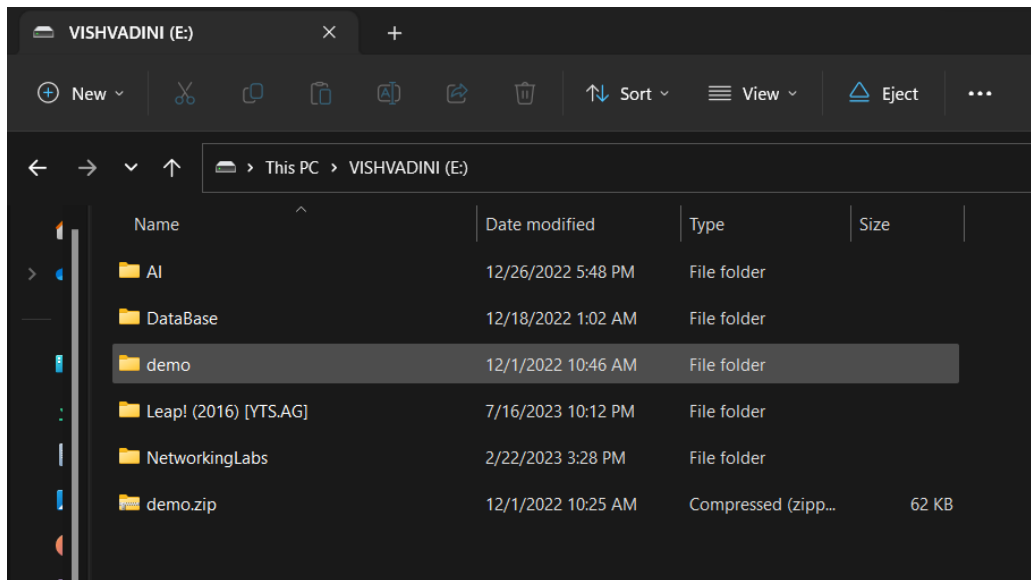 VISHVADINI (E:)
New Sort View Eject
This PC > VISHVADINI (E:)
Name Date modified Type Size
AI 12/26/2022 5:48 PM File folder
DataBase 12/18/2022 1:02 AM File folder
demo 12/1/2022 10:46 AM File folder
Leap! (2016) [YTS.AG] 7/16/2023 10:12 PM File folder
NetworkingLabs 2/22/2023 3:28 PM File folder
demo.zip 12/1/2022 10:25 AM Compressed (zipp... 62 KB